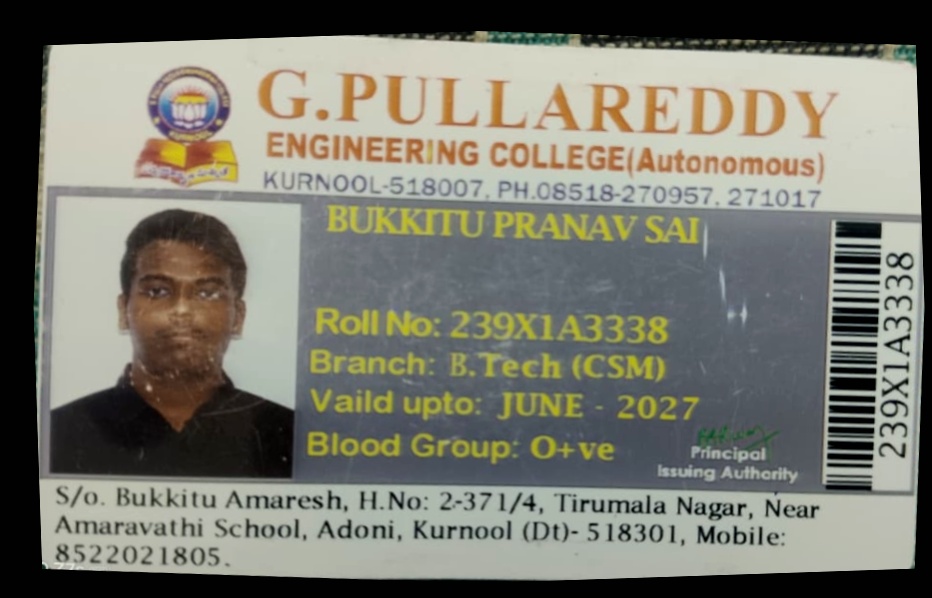 G.PULLAREDDY
ENGINEERING COLLEGE(Autonomous)
KURNOOL-518007, PH.08518-270957, 271017
KURNOOL
BUKKITU PRANAV SAI
Roll No: 239X1A3338
Branch: B.Tech (CSM)
Vaild upto: JUNE - 2027
Blood Group: O+ve
Principal
Issuing Authority
239X1A3338
S/o. Bukkitu Amaresh, H.No: 2-371/4, Tirumala Nagar, Near
Amaravathi School, Adoni, Kurnool (Dt)- 518301, Mobile:
8522021805.